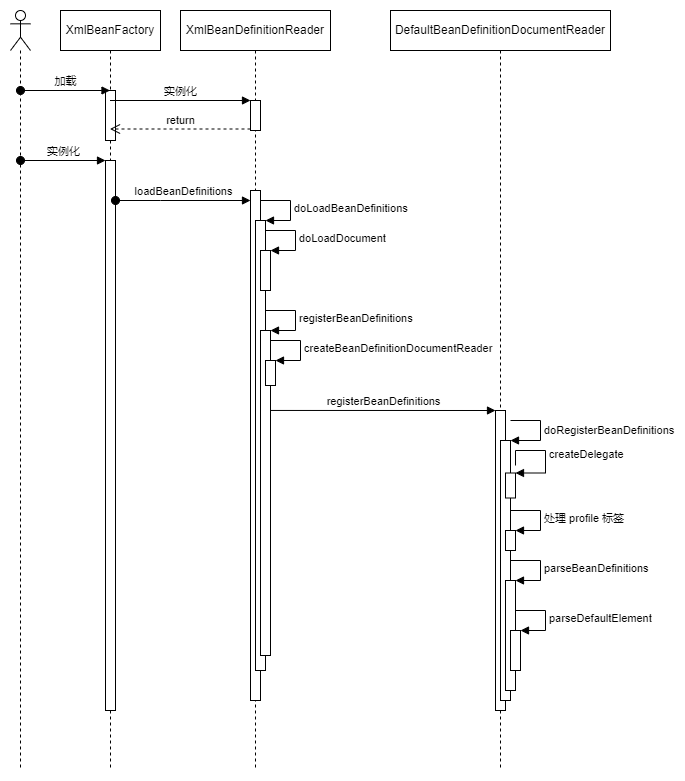 XmlBeanFactory
XmlBeanDefinitionReader
DefaultBeanDefinitionDocumentReader
加载
实例化
return
实例化
loadBeanDefinitions
doLoadBeanDefinitions
doLoadDocument
registerBeanDefinitions
createBeanDefinitionDocumentReader
registerBeanDefinitions
doRegisterBeanDefinitions
createDelegate
处理 profile 标签
parseBeanDefinitions
parseDefaultElement